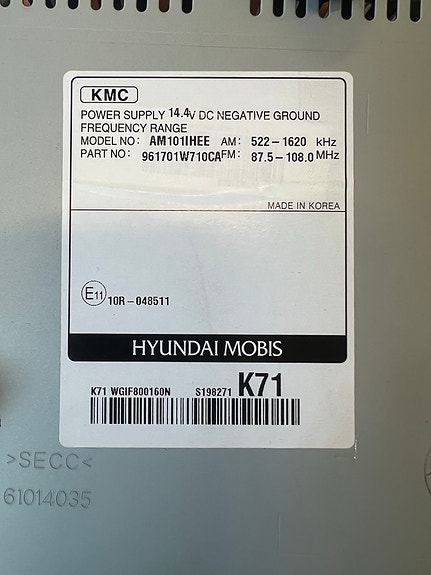 KMC
POWER SUPPLY 14.4V DC NEGATIVE GROUND
FREQUENCY RANGE
MODEL NO: AM101IHEE AM: 522-1620 kHz
PART NO: 961701W710CA FM: 87.5-108.0 MHz
MADE IN KOREA
E11 10R-048511
HYUNDAI MOBIS
K71 WGIF800160N S198271 K71
>SECC<
61014035